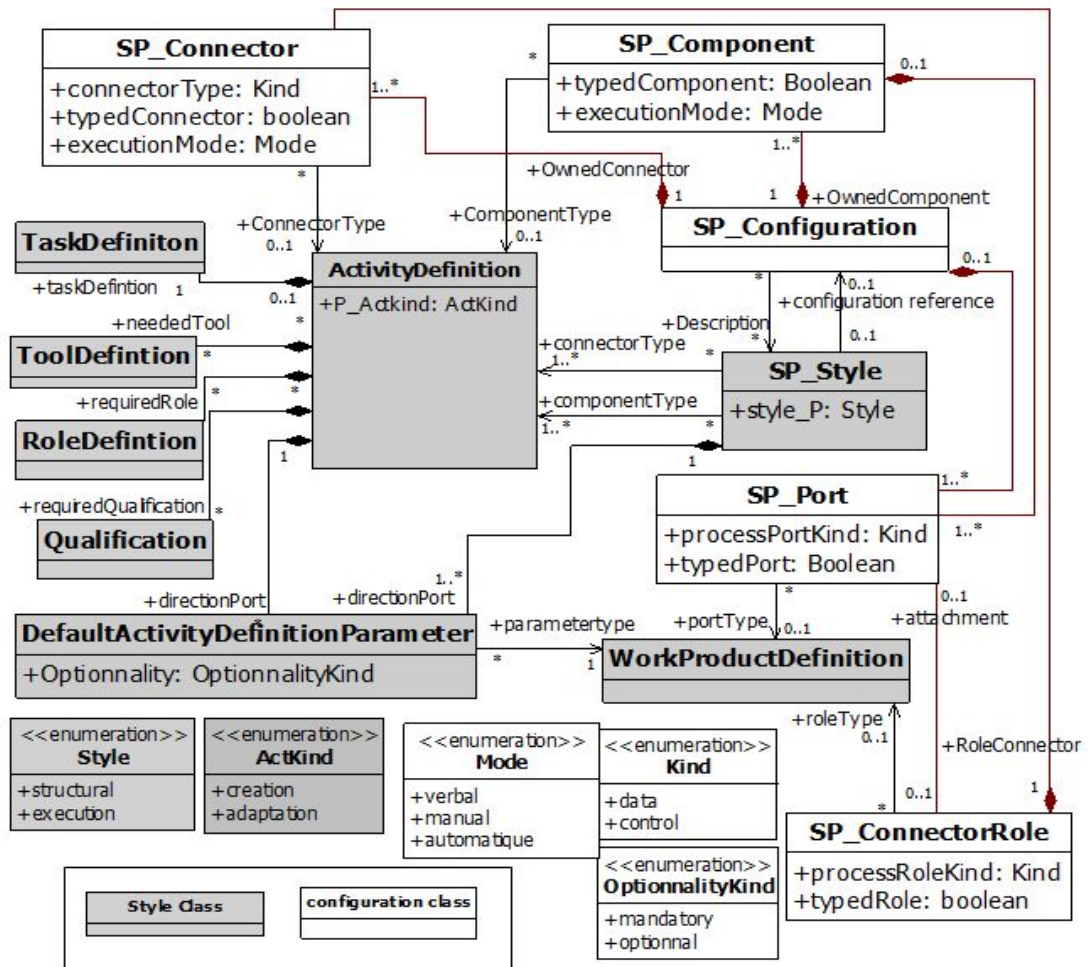 SP_Connector
+connectorType: Kind
+typedConnector: boolean
+executionMode: Mode
SP_Component
+typedComponent: Boolean
+executionMode: Mode
*
0..1
1..*
1..*
*
+OwnedConnector
1
1
+OwnedComponent
+ConnectorType
0..1
+ComponentType
0..1
SP_Configuration
0..1
TaskDefiniton
+taskDefintion
1
0..1
ActivityDefinition
+P_Actkind: ActKind
*
0..1
+configuration reference
+neededTool
*
*
ToolDefintion
+Description
*
0..1
+connectorType
1..*
*
SP_Style
+style_P: Style
*
*
+requiredRole
RoleDefintion
+componentType
1..*
*
1
1
+requiredQualification
*
Qualification
SP_Port
+processPortKind: Kind
+typedPort: Boolean
1..*
1..*
1..*
+directionPort
*
+directionPort
DefaultActivityDefinitionParameter
+Optionnality: OptionnalityKind
+parametertype
*
1
*
+portType
0..1
0..1
+attachment
WorkProductDefinition
+roleType
0..1
+RoleConnector
*
0..1
1
<<enumeration>>
Style
+structural
+execution
<<enumeration>>
ActKind
+creation
+adaptation
<<enumeration>>
Mode
+verbal
+manual
+automatique
<<enumeration>>
Kind
+data
+control
<<enumeration>>
OptionnalityKind
+mandatory
+optionnal
SP_ConnectorRole
+processRoleKind: Kind
+typedRole: boolean
Style Class
configuration class